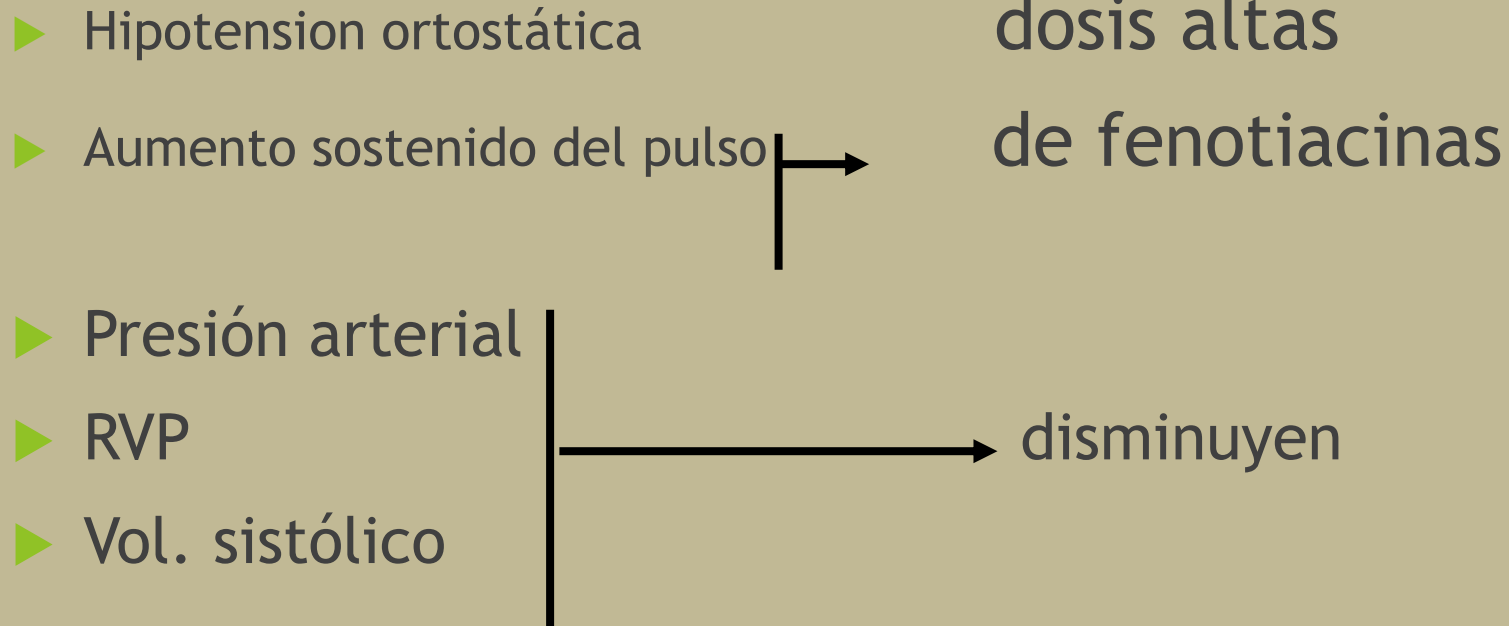 Hipotension ortostática dosis altas
Aumento sostenido del pulso de fenotiacinas
Presión arterial
RVP disminuyen
Vol. sistólico